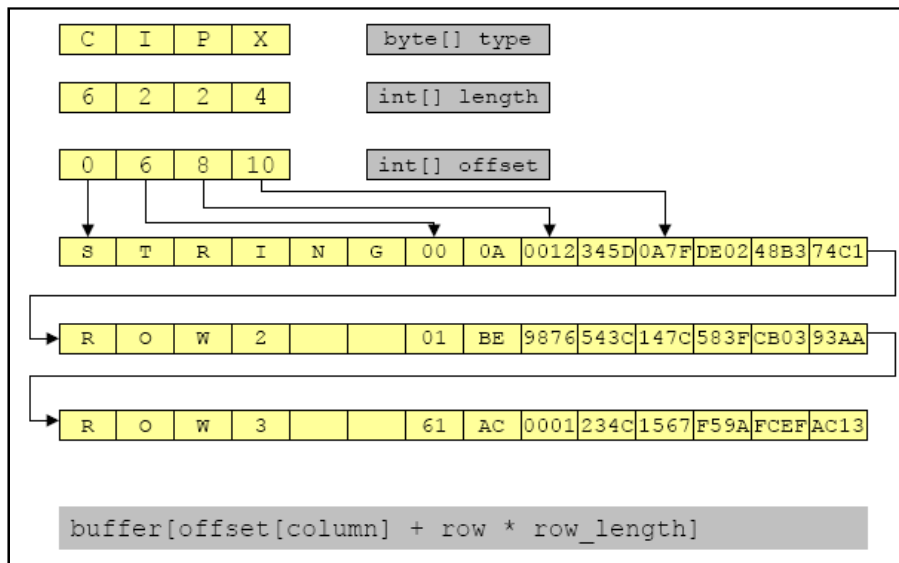 C I P X byte[] type
6 2 2 4 int[] length
0 6 8 10 int[] offset
S T R I N G 00 0A 0012 345D 0A7F DE02 48B3 74C1
R O W 2 01 BE 9876 543C 147C 583F CB03 93AA
R O W 3 61 AC 0001 234C 1567 F59A FCEF AC13
buffer[offset[column] + row * row_length]